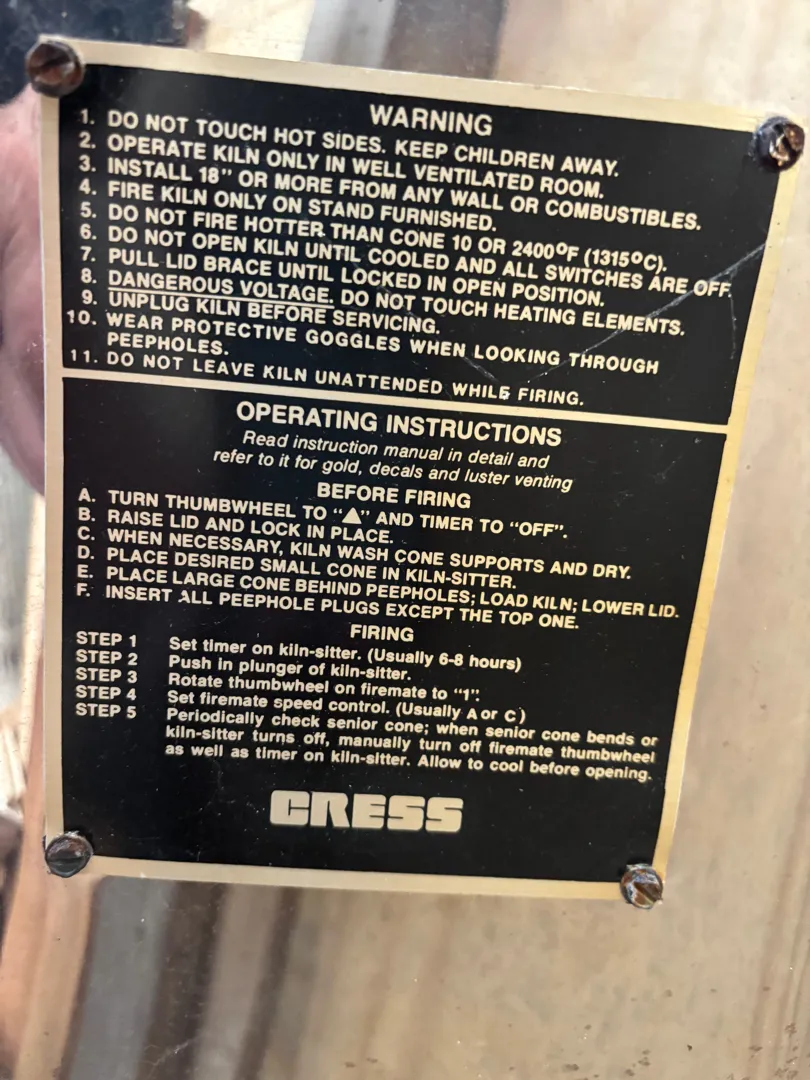 WARNING
1. DO NOT TOUCH HOT SIDES. KEEP CHILDREN AWAY.
2. OPERATE KILN ONLY IN WELL VENTILATED ROOM.
3. INSTALL 18" OR MORE FROM ANY WALL OR COMBUSTIBLES.
4. FIRE KILN ONLY ON STAND FURNISHED.
5. DO NOT FIRE HOTTER THAN CONE 10 OR 2400°F (1315°C).
6. DO NOT OPEN KILN UNTIL COOLED AND ALL SWITCHES ARE OFF.
7. PULL LID BRACE UNTIL LOCKED IN OPEN POSITION.
8. DANGEROUS VOLTAGE. DO NOT TOUCH HEATING ELEMENTS.
9. UNPLUG KILN BEFORE SERVICING.
10. WEAR PROTECTIVE GOGGLES WHEN LOOKING THROUGH
PEEPHOLES.
11. DO NOT LEAVE KILN UNATTENDED WHILE FIRING.
OPERATING INSTRUCTIONS
Read instruction manual in detail and
refer to it for gold, decals and luster venting
BEFORE FIRING
A. TURN THUMBWHEEL TO "▲" AND TIMER TO "OFF".
B. RAISE LID AND LOCK IN PLACE.
C. WHEN NECESSARY, KILN WASH CONE SUPPORTS AND DRY.
D. PLACE DESIRED SMALL CONE IN KILN-SITTER.
E. PLACE LARGE CONE BEHIND PEEPHOLES; LOAD KILN; LOWER LID.
F. INSERT ALL PEEPHOLE PLUGS EXCEPT THE TOP ONE.
FIRING
STEP 1 Set timer on kiln-sitter. (Usually 6-8 hours)
STEP 2 Push in plunger of kiln-sitter.
STEP 3 Rotate thumbwheel on firemate to "1".
STEP 4 Set firemate speed control. (Usually A or C)
STEP 5 Periodically check senior cone; when senior cone bends or
kiln-sitter turns off, manually turn off firemate thumbwheel
as well as timer on kiln-sitter. Allow to cool before opening.
CRESS